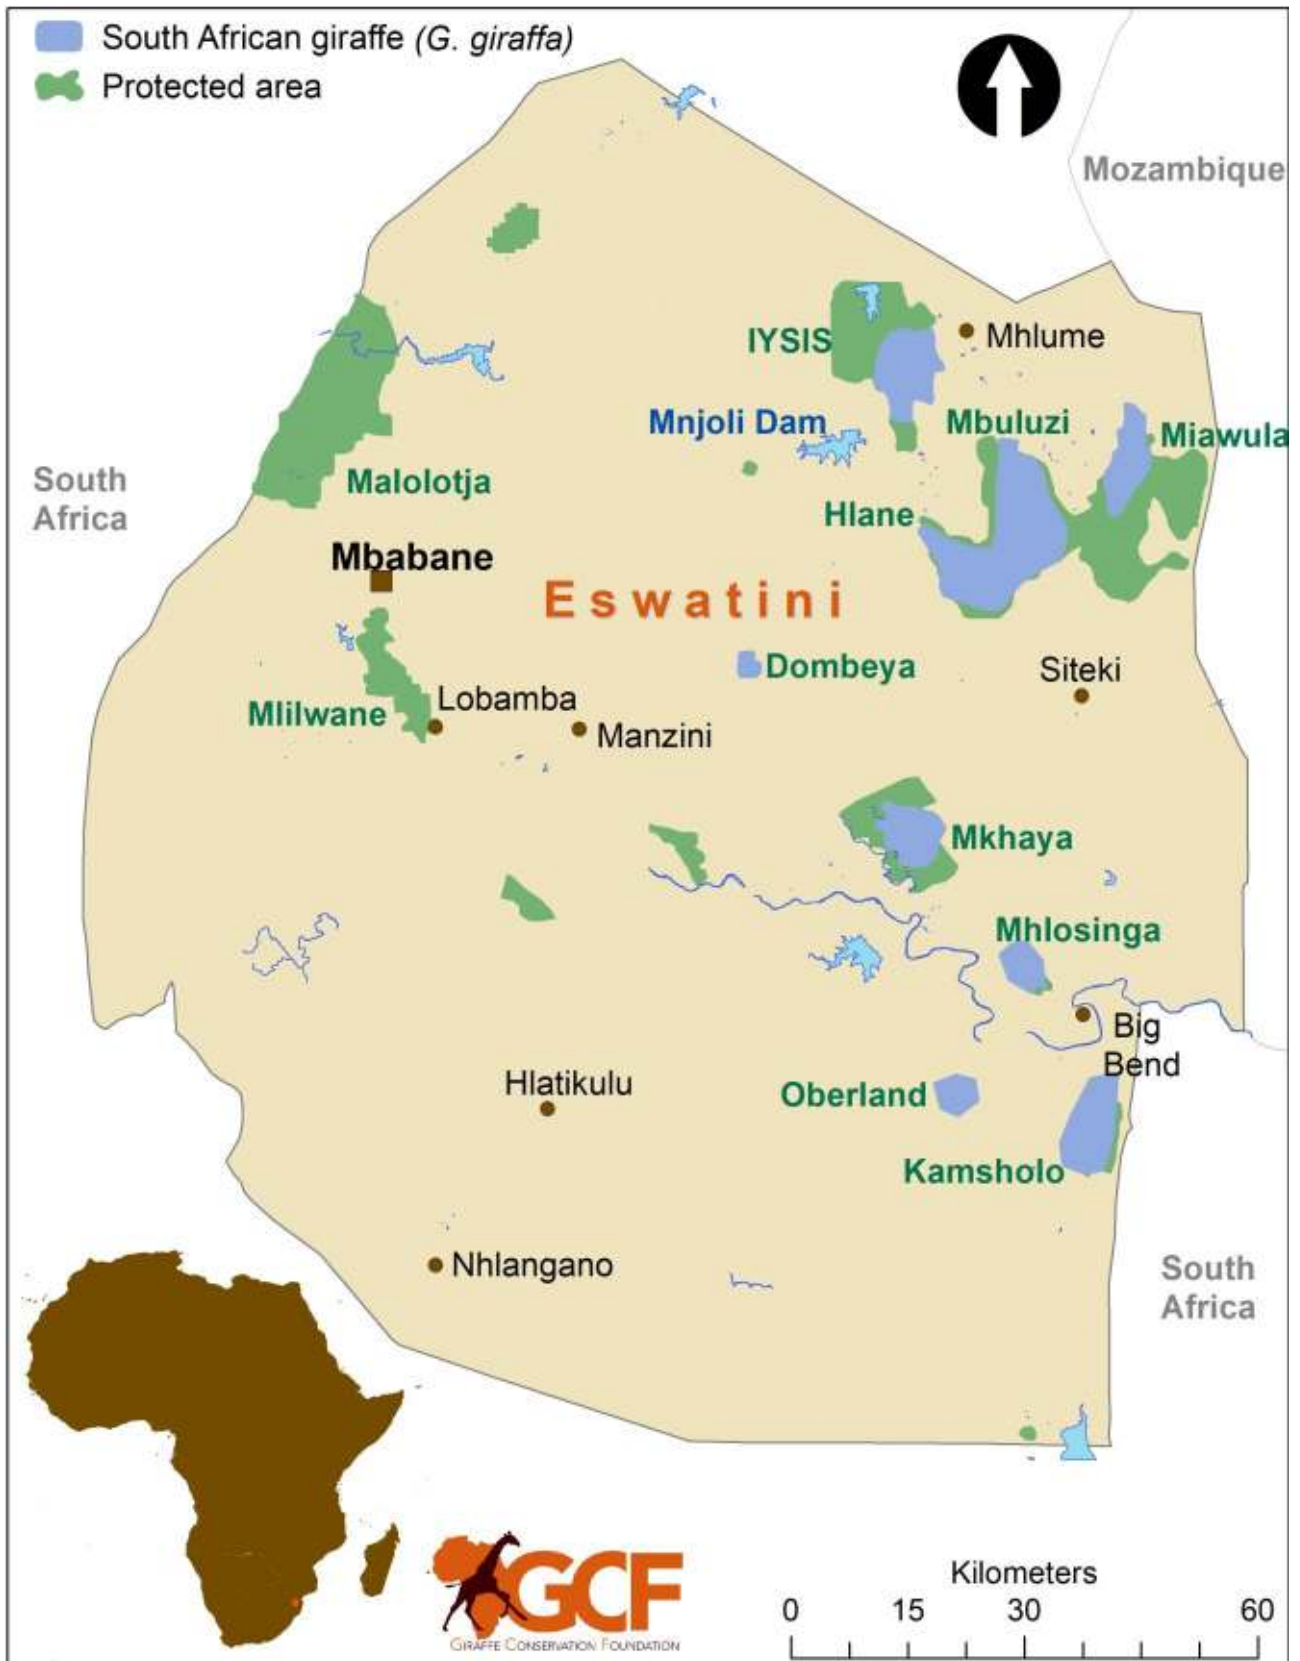 South African giraffe (G. giraffa)
Protected area
Mozambique
IYSIS
Mhlume
Mnjoli Dam
Mbuluzi
Miawula
South
Africa
Malolotja
Hlane
Mbabane
Eswatini
Dombeya
Siteki
Mlilwane
Lobamba
Manzini
Mkhaya
Mhlosinga
Big
Bend
Hlatikulu
Oberland
Kamsholo
Nhlangano
South
Africa
GCF
GIRAFFE CONSERVATION FOUNDATION
Kilometers
0 15 30 60